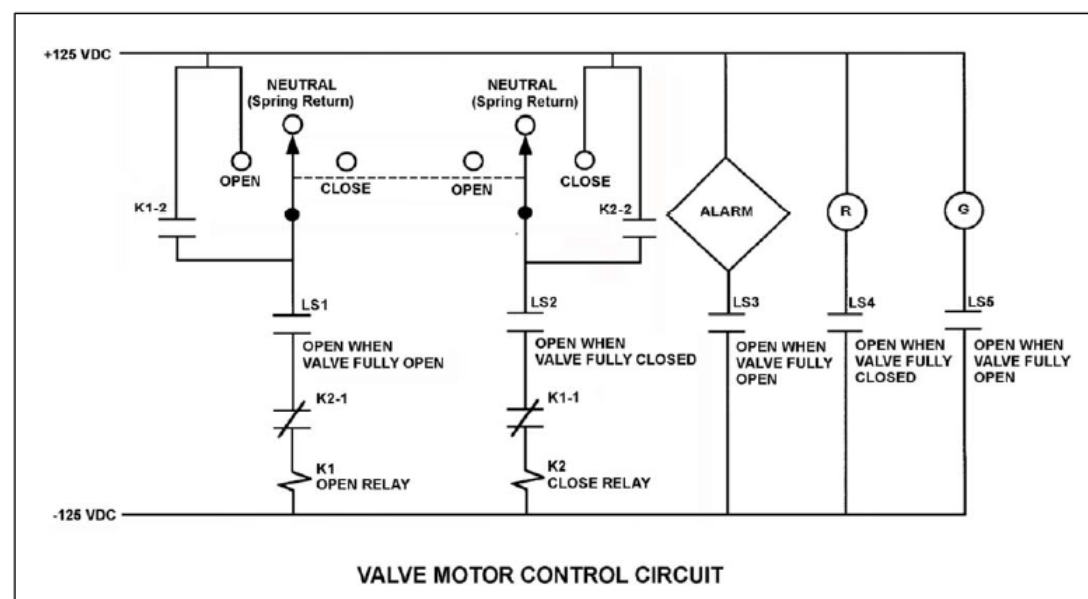 +125 VDC
NEUTRAL
(Spring Return)
NEUTRAL
(Spring Return)
OPEN
CLOSE
OPEN
CLOSE
K1-2
K2-2
ALARM
R
G
LS1
OPEN WHEN
VALVE FULLY OPEN
LS2
OPEN WHEN
VALVE FULLY CLOSED
LS3
OPEN WHEN
VALVE FULLY
OPEN
LS4
OPEN WHEN
VALVE FULLY
CLOSED
LS5
OPEN WHEN
VALVE FULLY
OPEN
K2-1
K1-1
K1
OPEN RELAY
K2
CLOSE RELAY
-125 VDC
VALVE MOTOR CONTROL CIRCUIT